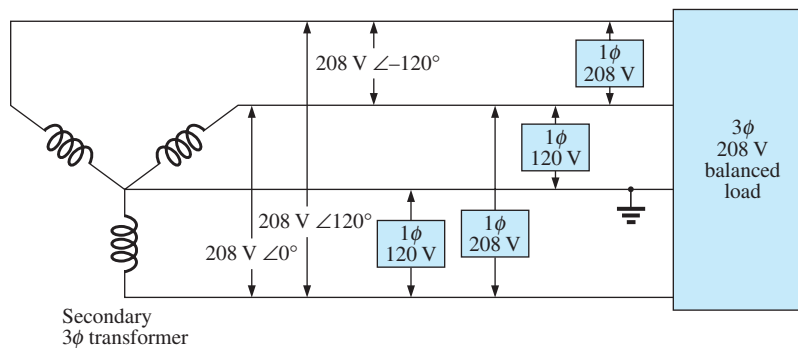 208 V ∠–120°
1ϕ
208 V
1ϕ
120 V
3ϕ
208 V
balanced
load
208 V ∠120°
208 V ∠0°
1ϕ
120 V
1ϕ
208 V
Secondary
3ϕ transformer